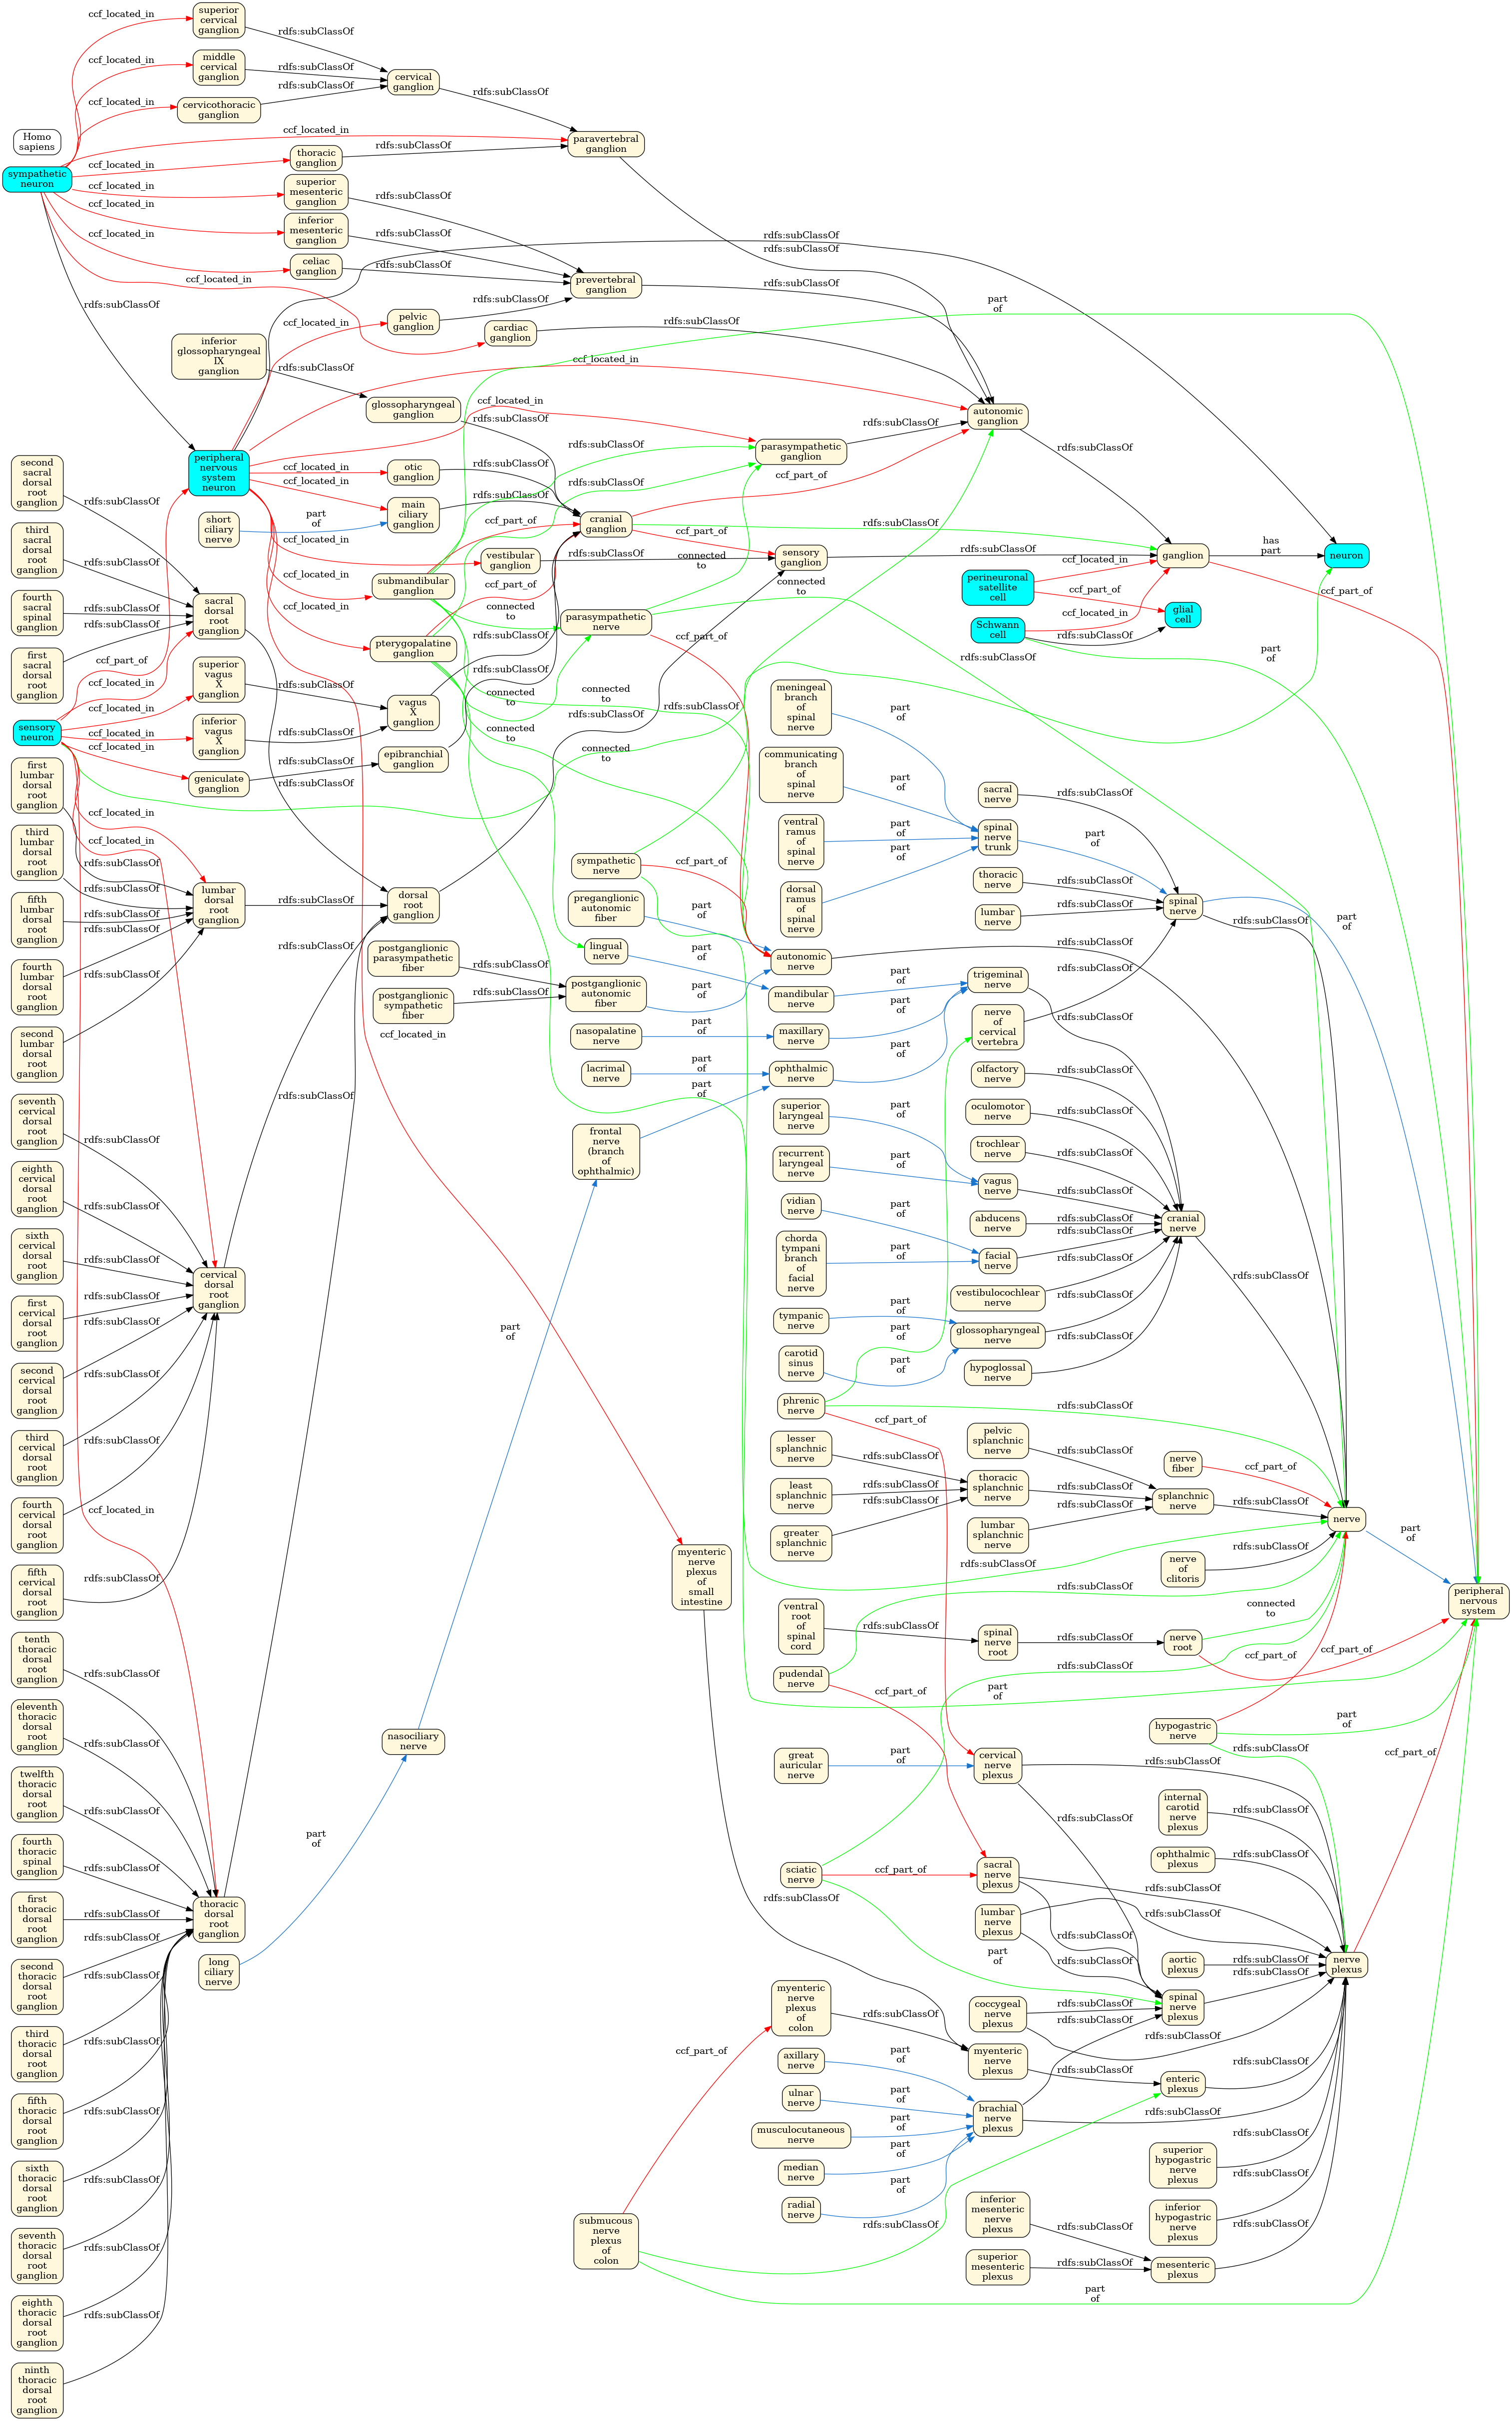 superior
cervical
ganglion
middle
cervical
ganglion
cervicothoracic
ganglion
cervical
ganglion
Homo
sapiens
sympathetic
neuron
thoracic
ganglion
superior
mesenteric
ganglion
inferior
mesenteric
ganglion
celiac
ganglion
paravertebral
ganglion
prevertebral
ganglion
pelvic
ganglion
cardiac
ganglion
inferior
glossopharyngeal
IX
ganglion
glossopharyngeal
ganglion
autonomic
ganglion
parasympathetic
ganglion
peripheral
nervous
system
neuron
otic
ganglion
main
ciliary
ganglion
short
ciliary
nerve
cranial
ganglion
vestibular
ganglion
sensory
ganglion
ganglion
neuron
perineuronal
satellite
cell
glial
cell
Schwann
cell
submandibular
ganglion
parasympathetic
nerve
pterygopalatine
ganglion
second
sacral
dorsal
root
ganglion
third
sacral
dorsal
root
ganglion
fourth
sacral
spinal
ganglion
first
sacral
dorsal
root
ganglion
sacral
dorsal
root
ganglion
superior
vagus
X
ganglion
inferior
vagus
X
ganglion
vagus
X
ganglion
sensory
neuron
geniculate
ganglion
epibranchial
ganglion
first
lumbar
dorsal
root
ganglion
third
lumbar
dorsal
root
ganglion
fifth
lumbar
dorsal
root
ganglion
fourth
lumbar
dorsal
root
ganglion
second
lumbar
dorsal
root
ganglion
lumbar
dorsal
root
ganglion
dorsal
root
ganglion
seventh
cervical
dorsal
root
ganglion
eighth
cervical
dorsal
root
ganglion
sixth
cervical
dorsal
root
ganglion
first
cervical
dorsal
root
ganglion
second
cervical
dorsal
root
ganglion
third
cervical
dorsal
root
ganglion
fourth
cervical
dorsal
root
ganglion
fifth
cervical
dorsal
root
ganglion
cervical
dorsal
root
ganglion
tenth
thoracic
dorsal
root
ganglion
eleventh
thoracic
dorsal
root
ganglion
twelfth
thoracic
dorsal
root
ganglion
fourth
thoracic
spinal
ganglion
first
thoracic
dorsal
root
ganglion
second
thoracic
dorsal
root
ganglion
third
thoracic
dorsal
root
ganglion
fifth
thoracic
dorsal
root
ganglion
sixth
thoracic
dorsal
root
ganglion
seventh
thoracic
dorsal
root
ganglion
eighth
thoracic
dorsal
root
ganglion
ninth
thoracic
dorsal
root
ganglion
thoracic
dorsal
root
ganglion
long
ciliary
nerve
nasociliary
nerve
postganglionic
parasympathetic
fiber
postganglionic
sympathetic
fiber
postganglionic
autonomic
fiber
sympathetic
nerve
preganglionic
autonomic
fiber
lingual
nerve
nasopalatine
nerve
lacrimal
nerve
frontal
nerve
(branch
of
ophthalmic)
myenteric
nerve
plexus
of
small
intestine
submucous
nerve
plexus
of
colon
meningeal
branch
of
spinal
nerve
communicating
branch
of
spinal
nerve
ventral
ramus
of
spinal
nerve
dorsal
ramus
of
spinal
nerve
autonomic
nerve
mandibular
nerve
maxillary
nerve
ophthalmic
nerve
superior
laryngeal
nerve
recurrent
laryngeal
nerve
vidian
nerve
chorda
tympani
branch
of
facial
nerve
tympanic
nerve
carotid
sinus
nerve
phrenic
nerve
lesser
splanchnic
nerve
least
splanchnic
nerve
greater
splanchnic
nerve
ventral
root
of
spinal
cord
pudendal
nerve
great
auricular
nerve
sciatic
nerve
myenteric
nerve
plexus
of
colon
axillary
nerve
ulnar
nerve
musculocutaneous
nerve
median
nerve
radial
nerve
sacral
nerve
spinal
nerve
trunk
thoracic
nerve
lumbar
nerve
spinal
nerve
trigeminal
nerve
nerve
of
cervical
vertebra
olfactory
nerve
oculomotor
nerve
trochlear
nerve
vagus
nerve
abducens
nerve
cranial
nerve
facial
nerve
vestibulocochlear
nerve
glossopharyngeal
nerve
hypoglossal
nerve
pelvic
splanchnic
nerve
thoracic
splanchnic
nerve
lumbar
splanchnic
nerve
splanchnic
nerve
nerve
fiber
nerve
nerve
of
clitoris
spinal
nerve
root
nerve
root
peripheral
nervous
system
hypogastric
nerve
cervical
nerve
plexus
internal
carotid
nerve
plexus
ophthalmic
plexus
sacral
nerve
plexus
lumbar
nerve
plexus
aortic
plexus
nerve
plexus
coccygeal
nerve
plexus
spinal
nerve
plexus
myenteric
nerve
plexus
enteric
plexus
brachial
nerve
plexus
superior
hypogastric
nerve
plexus
inferior
hypogastric
nerve
plexus
inferior
mesenteric
nerve
plexus
superior
mesenteric
plexus
mesenteric
plexus
ccf_located_in
rdfs:subClassOf
ccf_part_of
part
of
connected
to
has
part